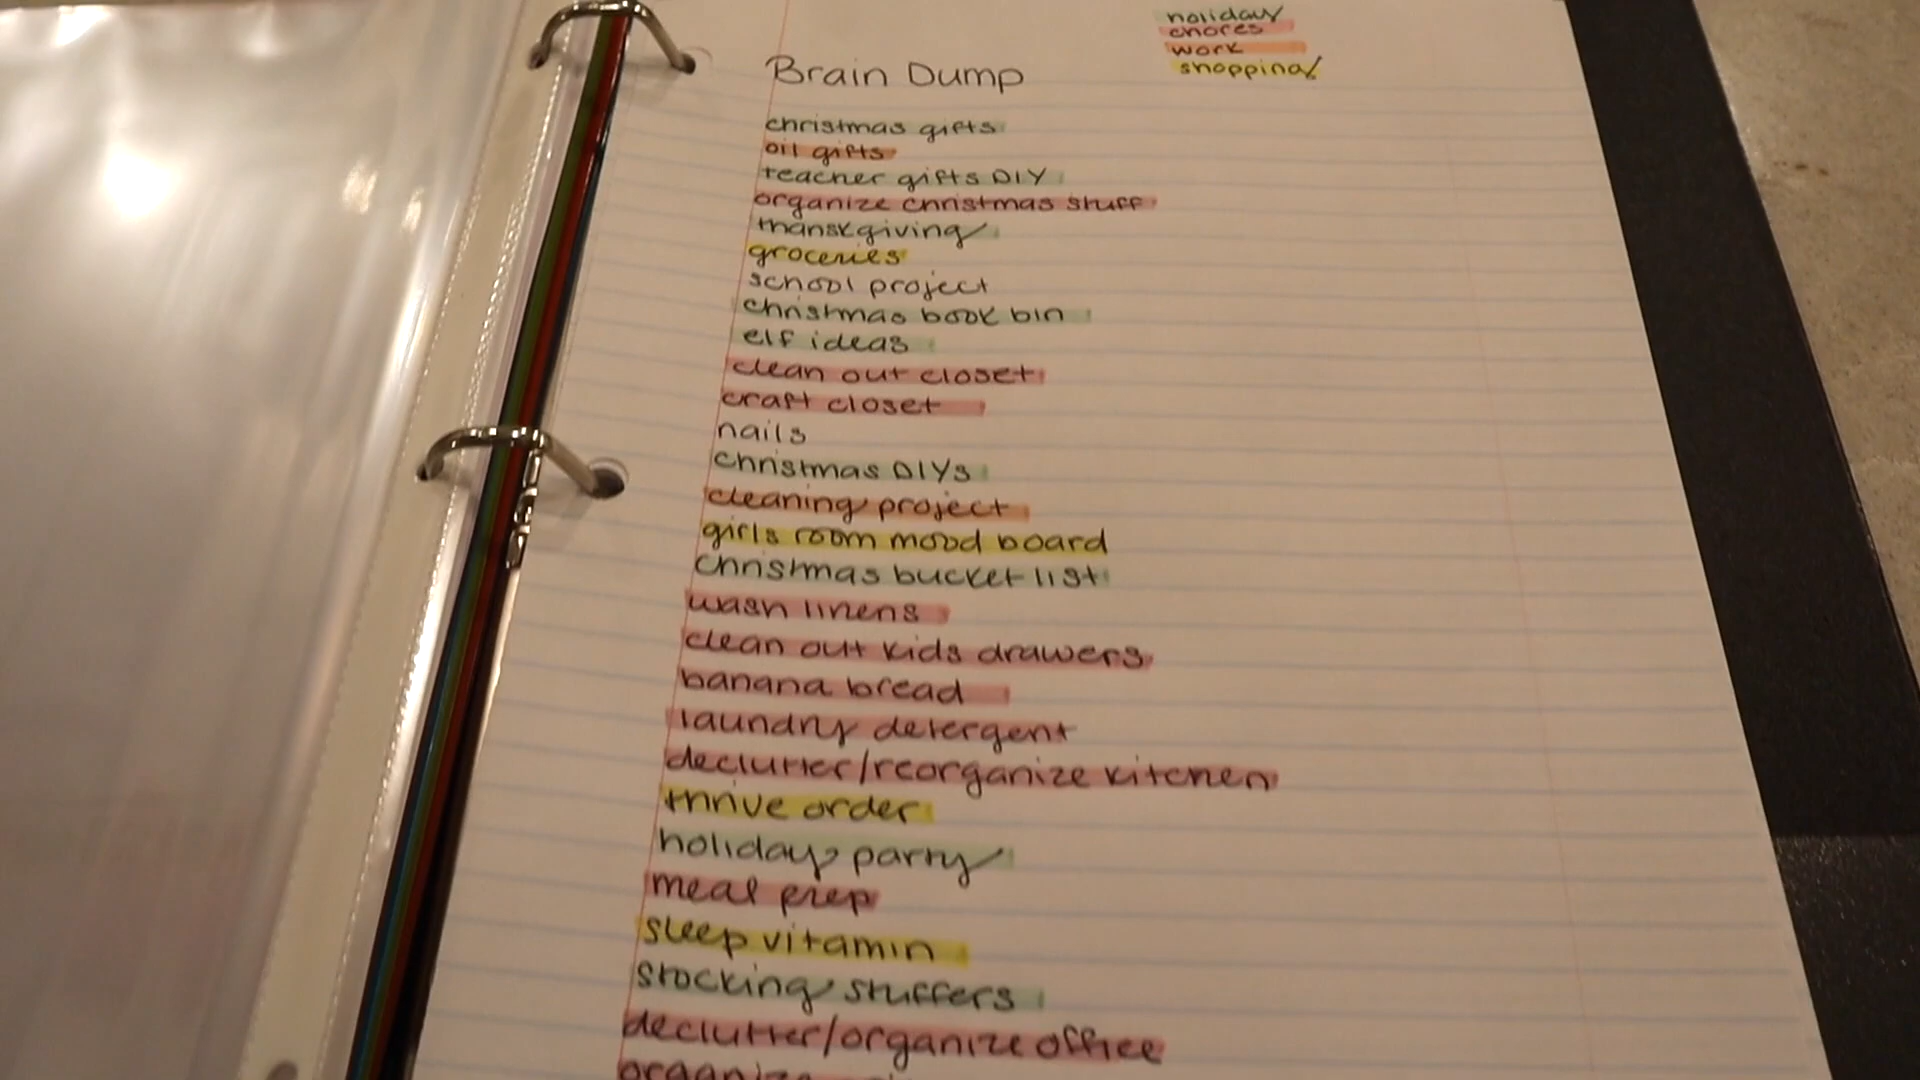 holiday
chores
work
shopping
Brain Dump
christmas gifts
oil gifts
teacher gifts DIY
organize christmas stuff
thanskgiving
groceries
school project
christmas book bin
elf ideas
clean out closet
craft closet
nails
christmas DIYs
cleaning project
girls room mood board
christmas bucket list
wash linens
clean out kids drawers
banana bread
laundry detergent
declutter/reorganize kitchen
thrive order
holiday party
meal prep
sleep vitamin
stocking stuffers
declutter/organize office
organize